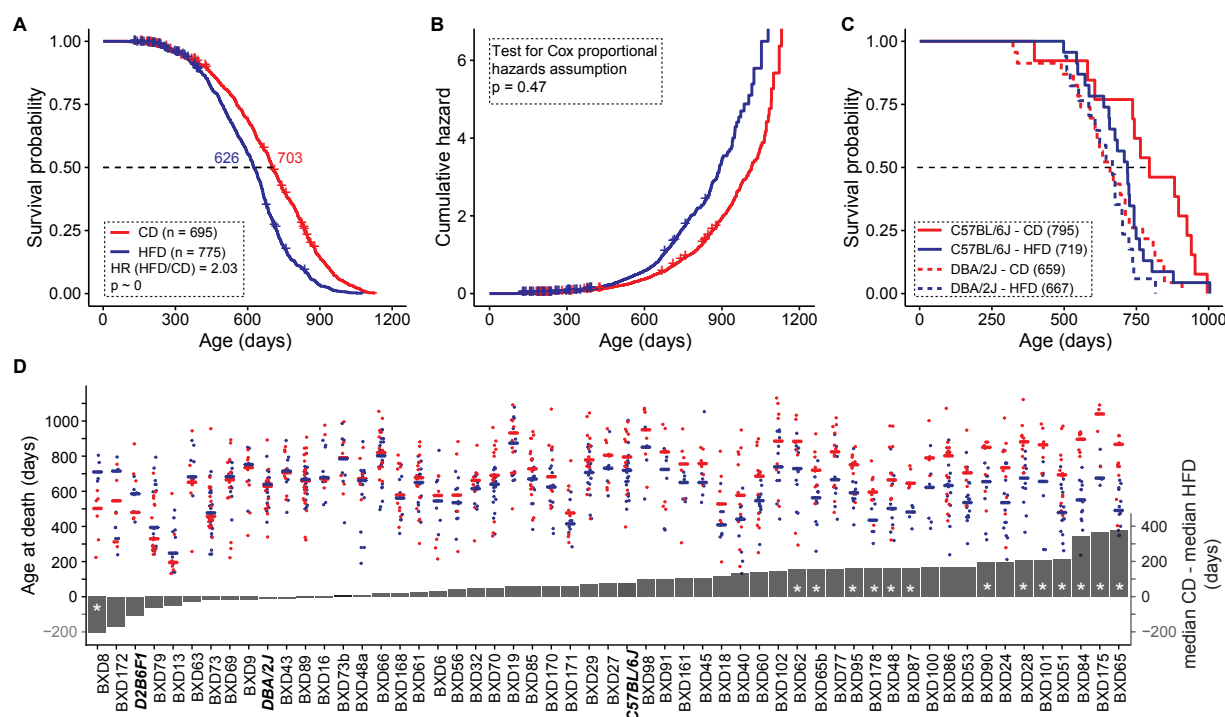 A
1.00
0.75
0.50
0.25
0.00
Survival probability
626
703
CD (n = 695)
HFD (n = 775)
HR (HFD/CD) = 2.03
p ~ 0
0
300
600
900
1200
Age (days)
B
6
4
2
0
Cumulative hazard
Test for Cox proportional
hazards assumption
p = 0.47
0
300
600
900
1200
Age (days)
C
1.00
0.75
0.50
0.25
0.00
Survival probability
C57BL/6J - CD (795)
C57BL/6J - HFD (719)
DBA/2J - CD (659)
DBA/2J - HFD (667)
0
250
500
750
1000
Age (days)
D
1000
800
600
400
200
0
−200
Age at death (days)
400
200
0
−200
median CD - median HFD
(days)
*
* * * * * * * * * * * * *
BXD8
BXD172
D2B6F1
BXD79
BXD13
BXD63
BXD73
BXD69
BXD9
DBA/2J
BXD43
BXD89
BXD16
BXD73b
BXD48a
BXD66
BXD168
BXD61
BXD6
BXD56
BXD32
BXD70
BXD19
BXD85
BXD170
BXD171
BXD29
BXD27
C57BL/6J
BXD98
BXD91
BXD161
BXD45
BXD18
BXD40
BXD60
BXD102
BXD62
BXD65b
BXD77
BXD95
BXD178
BXD48
BXD87
BXD100
BXD86
BXD53
BXD90
BXD24
BXD28
BXD101
BXD51
BXD84
BXD175
BXD65